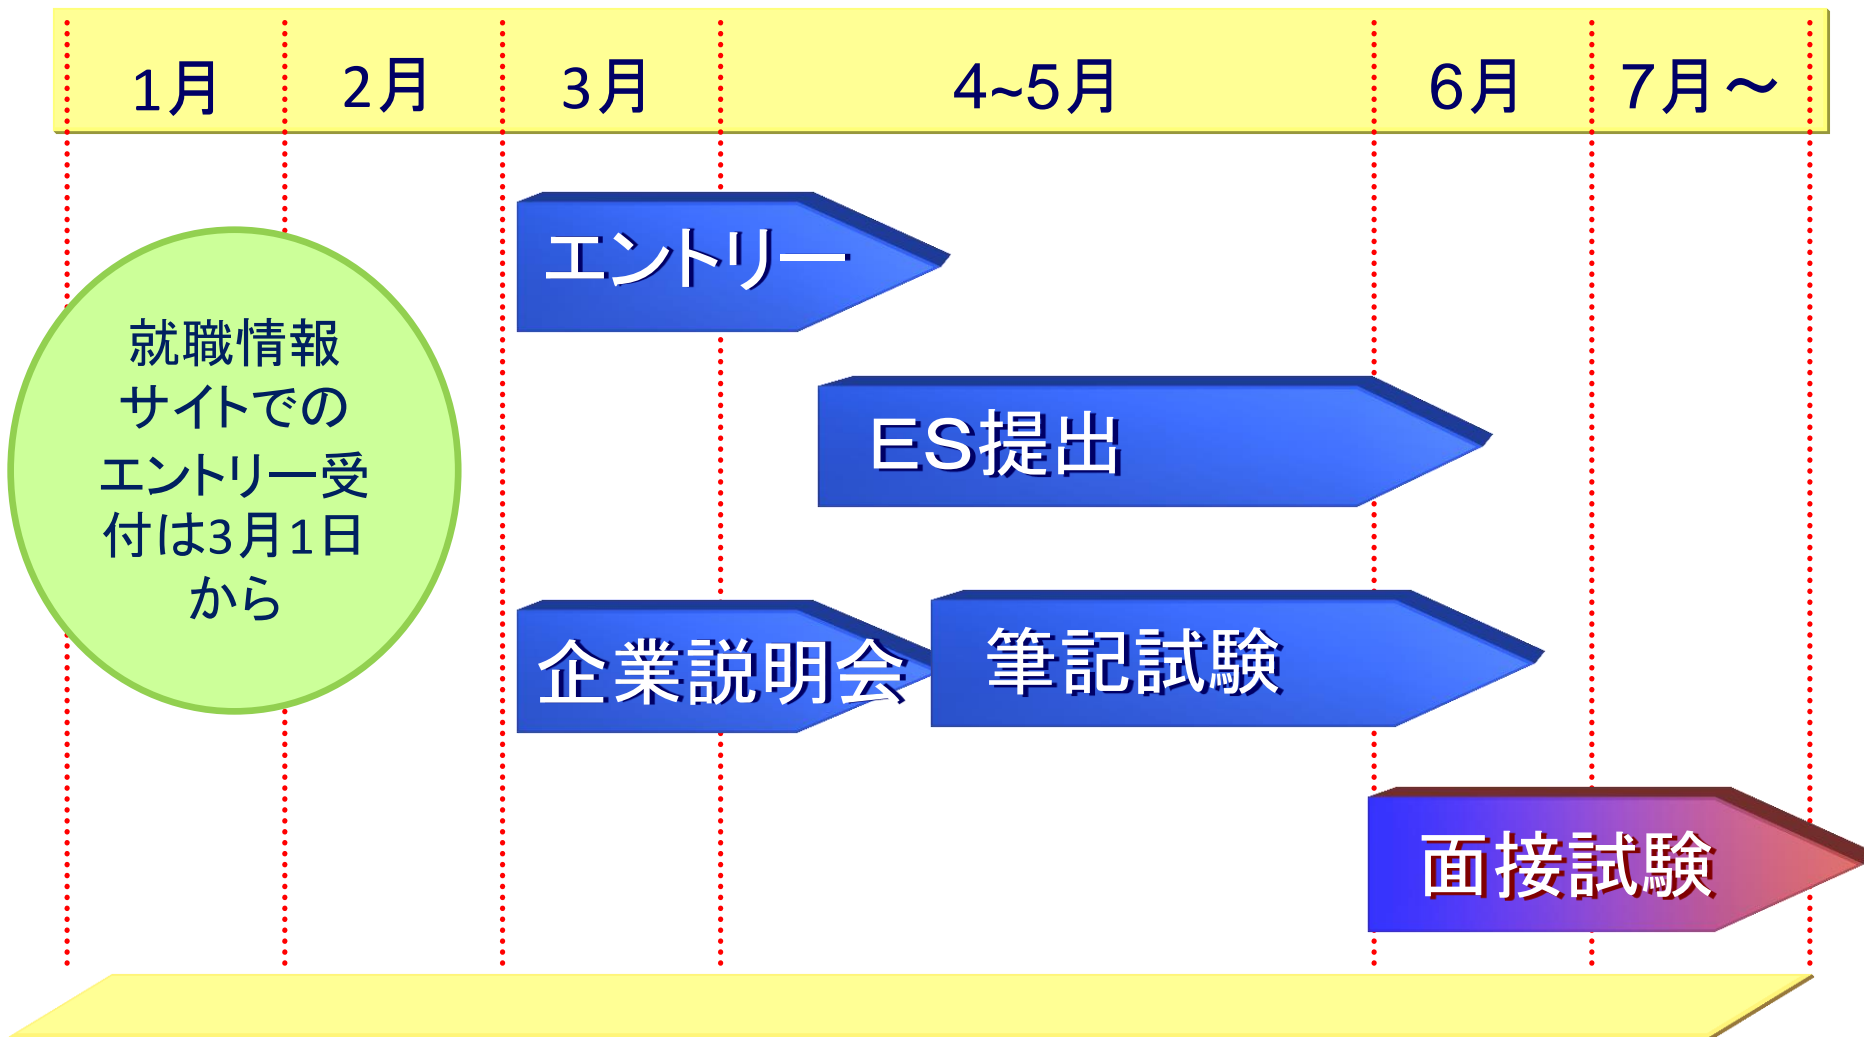 1月 2月 3月 4~5月 6月 7月～
エントリー
就職情報
サイトでの
エントリー受
付は3月1日
から
ES提出
企業説明会 筆記試験
面接試験